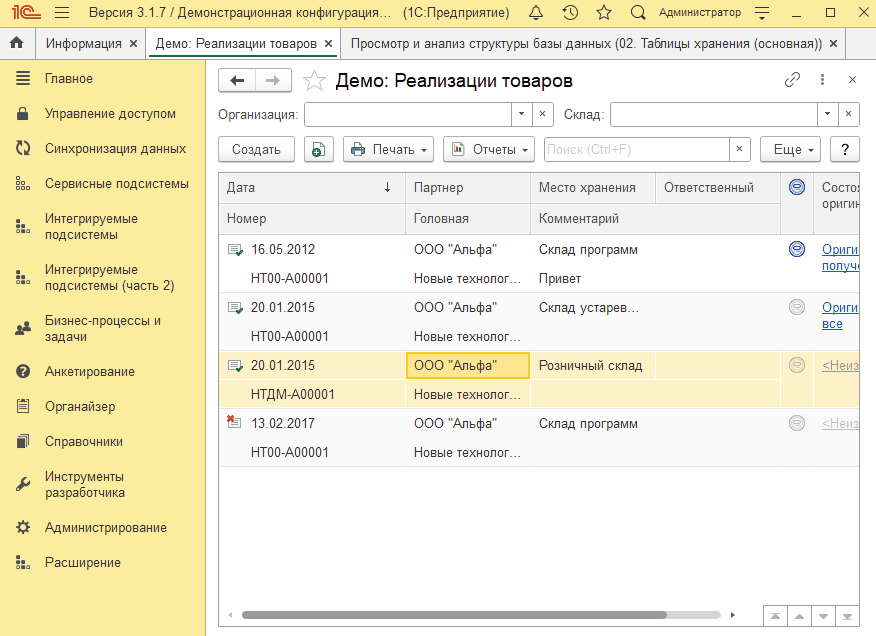 1С Версия 3.1.7 / Демонстрационная конфигурация... (1С:Предприятие) Администратор
Информация Демо: Реализации товаров Просмотр и анализ структуры базы данных (02. Таблицы хранения (основная))
Главное
Управление доступом
Синхронизация данных
Сервисные подсистемы
Интегрируемые
подсистемы
Интегрируемые
подсистемы (часть 2)
Бизнес-процессы и
задачи
Анкетирование
Органайзер
Справочники
Инструменты
разработчика
Администрирование
Расширение
Демо: Реализации товаров
Организация: Склад:
Создать Печать Отчеты Поиск (Ctrl+F) Еще ?
Дата Партнер Место хранения Ответственный Состоя
оригин
Номер Головная Комментарий
16.05.2012 ООО "Альфа" Склад программ Ориги
получе
НТ00-А00001 Новые технолог... Привет
20.01.2015 ООО "Альфа" Склад устарев... Ориги
все
НТ00-А00001 Новые технолог...
20.01.2015 ООО "Альфа" Розничный склад <Неиз
НТДМ-А00001 Новые технолог...
13.02.2017 ООО "Альфа" Склад программ <Неиз
НТ00-А00001 Новые технолог...